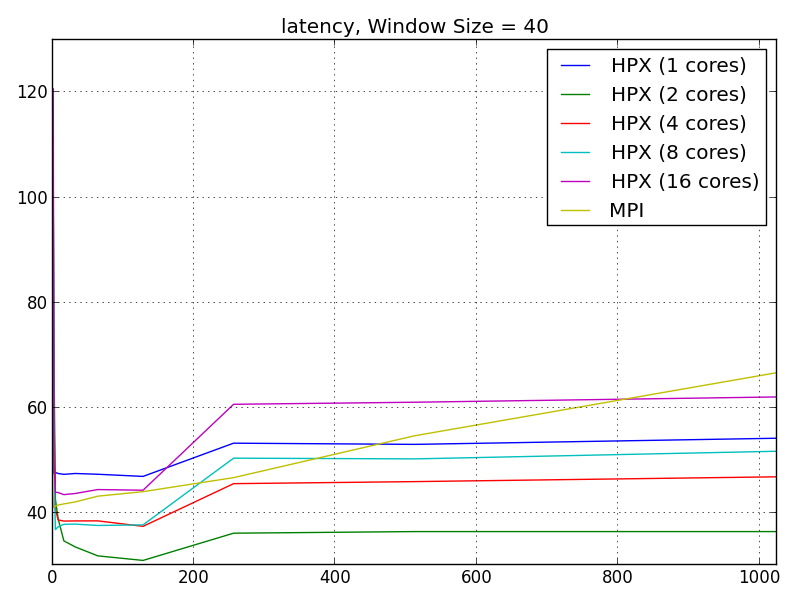 latency, Window Size = 40
HPX (1 cores)
HPX (2 cores)
HPX (4 cores)
HPX (8 cores)
HPX (16 cores)
MPI
120
100
80
60
40
0 200 400 600 800 1000